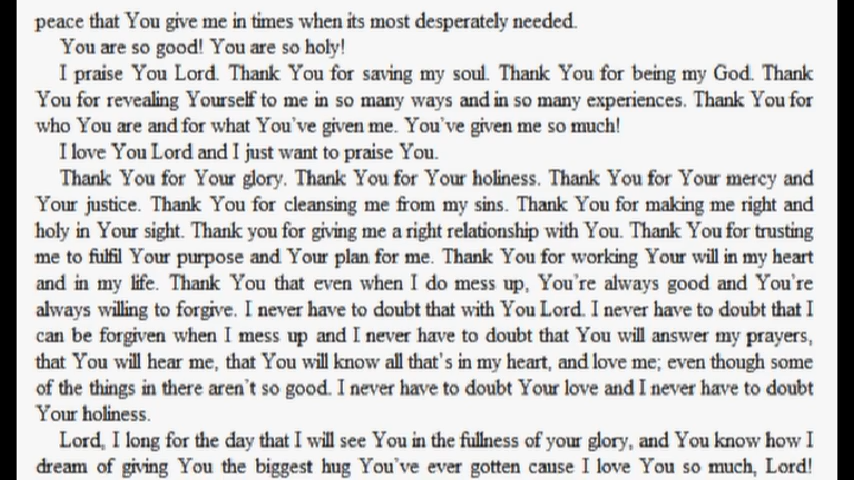 peace that You give me in times when its most desperately needed.
You are so good! You are so holy!
I praise You Lord. Thank You for saving my soul. Thank You for being my God. Thank
You for revealing Yourself to me in so many ways and in so many experiences. Thank You for
who You are and for what You've given me. You've given me so much!
I love You Lord and I just want to praise You.
Thank You for Your glory. Thank You for Your holiness. Thank You for Your mercy and
Your justice. Thank You for cleansing me from my sins. Thank You for making me right and
holy in Your sight. Thank you for giving me a right relationship with You. Thank You for trusting
me to fulfil Your purpose and Your plan for me. Thank You for working Your will in my heart
and in my life. Thank You that even when I do mess up, You're always good and You're
always willing to forgive. I never have to doubt that with You Lord. I never have to doubt that I
can be forgiven when I mess up and I never have to doubt that You will answer my prayers,
that You will hear me, that You will know all that's in my heart, and love me; even though some
of the things in there aren't so good. I never have to doubt Your love and I never have to doubt
Your holiness.
Lord, I long for the day that I will see You in the fullness of your glory, and You know how I
dream of giving You the biggest hug You've ever gotten cause I love You so much, Lord!